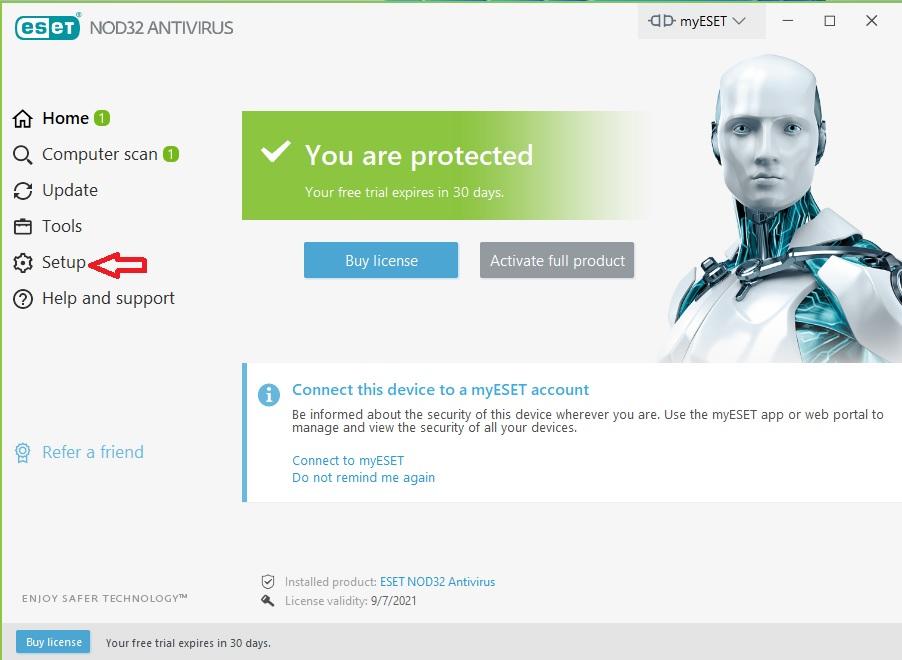 eset® NOD32 ANTIVIRUS
myESET
Home 1
Computer scan 1
Update
Tools
Setup
Help and support
Refer a friend
ENJOY SAFER TECHNOLOGY™
You are protected
Your free trial expires in 30 days.
Buy license
Activate full product
Connect this device to a myESET account
Be informed about the security of this device wherever you are. Use the myESET app or web portal to
manage and view the security of all your devices.
Connect to myESET
Do not remind me again
Installed product: ESET NOD32 Antivirus
License validity: 9/7/2021
Buy license Your free trial expires in 30 days.